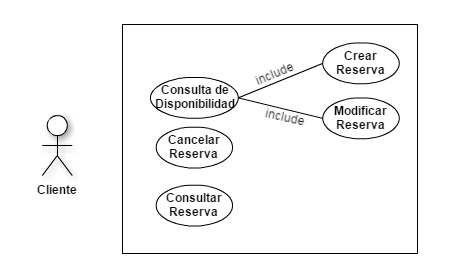 Crear
Reserva
include
Consulta de
Disponibilidad
include
Modificar
Reserva
Cancelar
Reserva
Cliente
Consultar
Reserva